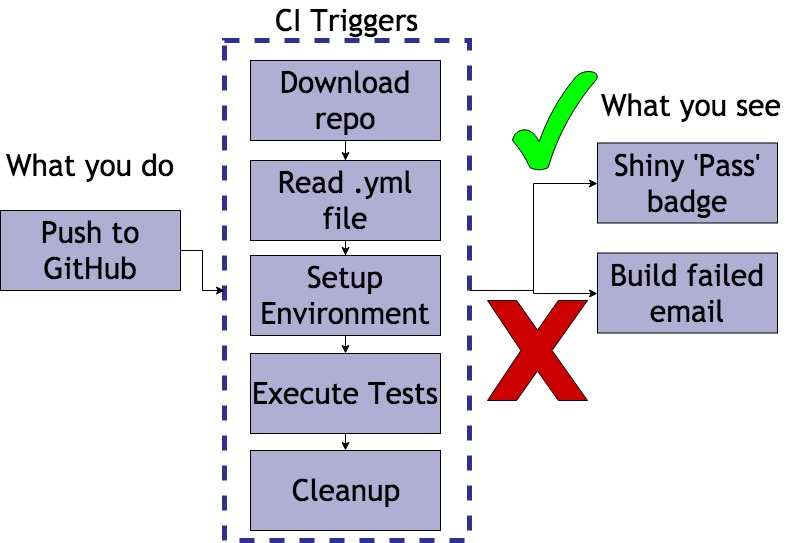 CI Triggers
What you do
Push to
GitHub
Download
repo
Read .yml
file
Setup
Environment
Execute Tests
Cleanup
What you see
Shiny 'Pass'
badge
Build failed
email